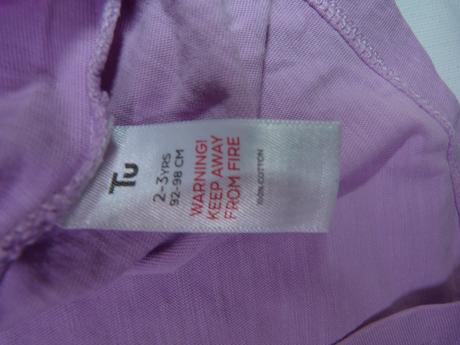 Tu
2-3YRS
92-98 CM
WARNING!
KEEP AWAY
FROM FIRE
100% COTTON